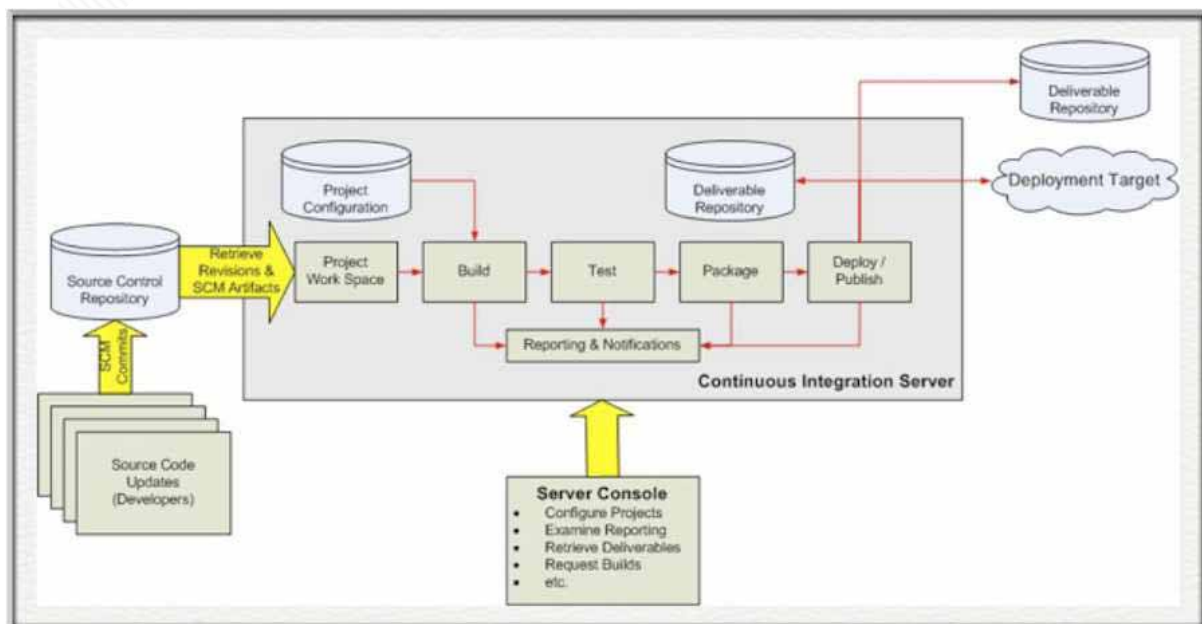 Deliverable
Repository
Deployment Target
Project
Configuration
Deliverable
Repository
Source Control
Repository
Retrieve
Revisions &
SCM Artifacts
Project
Work Space
Build
Test
Package
Deploy /
Publish
Reporting & Notifications
Continuous Integration Server
SCM
Commits
Source Code
Updates
(Developers)
Server Console
• Configure Projects
• Examine Reporting
• Retrieve Deliverables
• Request Builds
• etc.